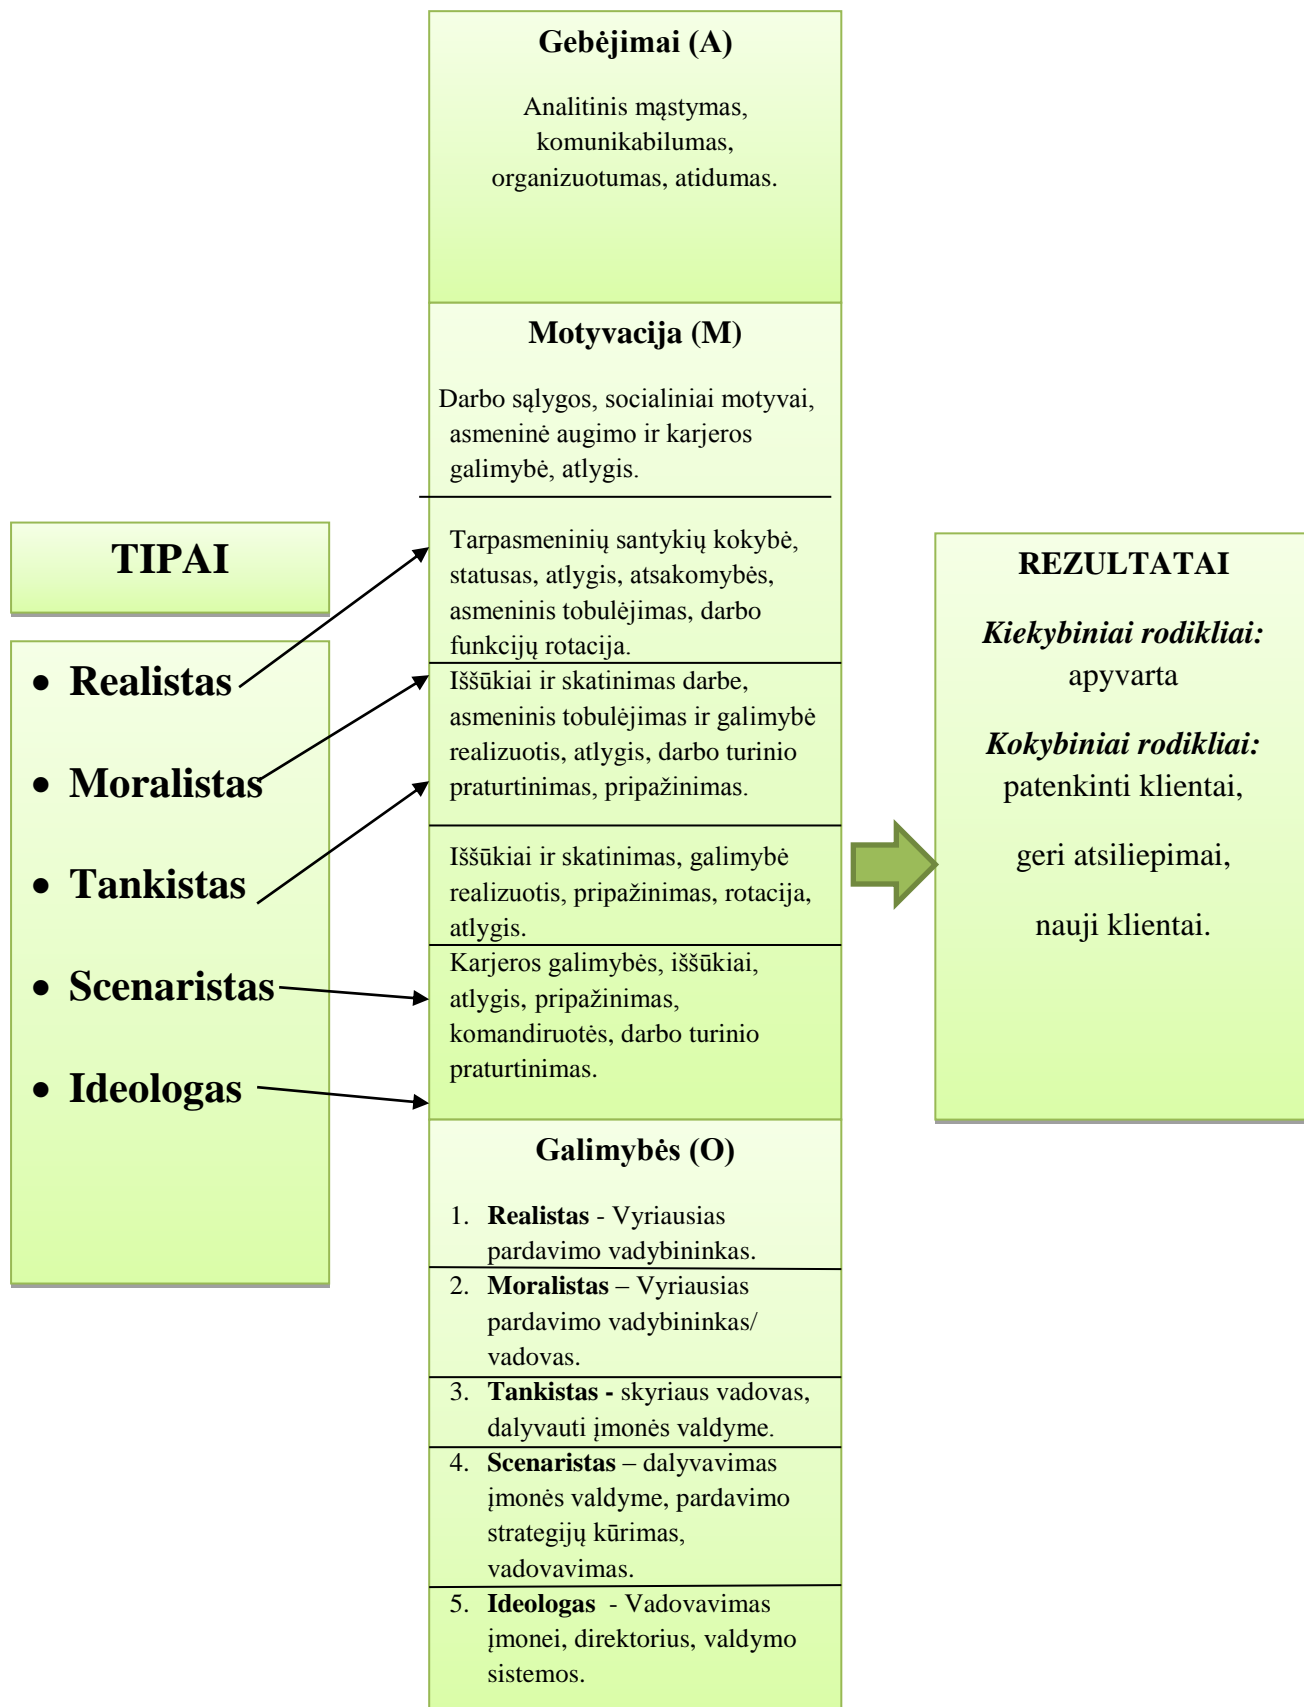 Gebėjimai (A)
Analitinis mąstymas,
komunikabilumas,
organizuotumas, atidumas.
Motyvacija (M)
Darbo sąlygos, socialiniai motyvai,
asmeninė augimo ir karjeros
galimybė, atlygis.
Tarpasmeninių santykių kokybė,
statusas, atlygis, atsakomybės,
asmeninis tobulėjimas, darbo
funkcijų rotacija.
Iššūkiai ir skatinimas darbe,
asmeninis tobulėjimas ir galimybė
realizuotis, atlygis, darbo turinio
praturtinimas, pripažinimas.
Iššūkiai ir skatinimas, galimybė
realizuotis, pripažinimas, rotacija,
atlygis.
Karjeros galimybės, iššūkiai,
atlygis, pripažinimas,
komandiruotės, darbo turinio
praturtinimas.
Galimybės (O)
1. Realistas - Vyriausias
pardavimo vadybininkas.
2. Moralistas – Vyriausias
pardavimo vadybininkas/
vadovas.
3. Tankistas - skyriaus vadovas,
dalyvauti įmonės valdyme.
4. Scenaristas – dalyvavimas
įmonės valdyme, pardavimo
strategijų kūrimas,
vadovavimas.
5. Ideologas - Vadovavimas
įmonei, direktorius, valdymo
sistemos.
TIPAI
• Realistas
• Moralistas
• Tankistas
• Scenaristas
• Ideologas
REZULTATAI
Kiekybiniai rodikliai:
apyvarta
Kokybiniai rodikliai:
patenkinti klientai,
geri atsiliepimai,
nauji klientai.